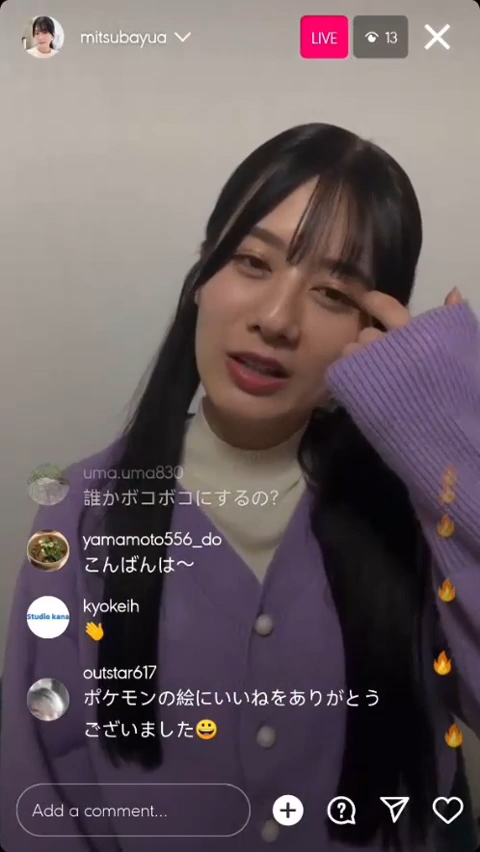 mitsubayua
LIVE
13
uma.uma830
誰かボコボコにするの?
yamamoto556_do
こんばんは〜
Studio kana
kyokeih
👋
outstar617
ポケモンの絵にいいねをありがとう
ございました😀
Add a comment...